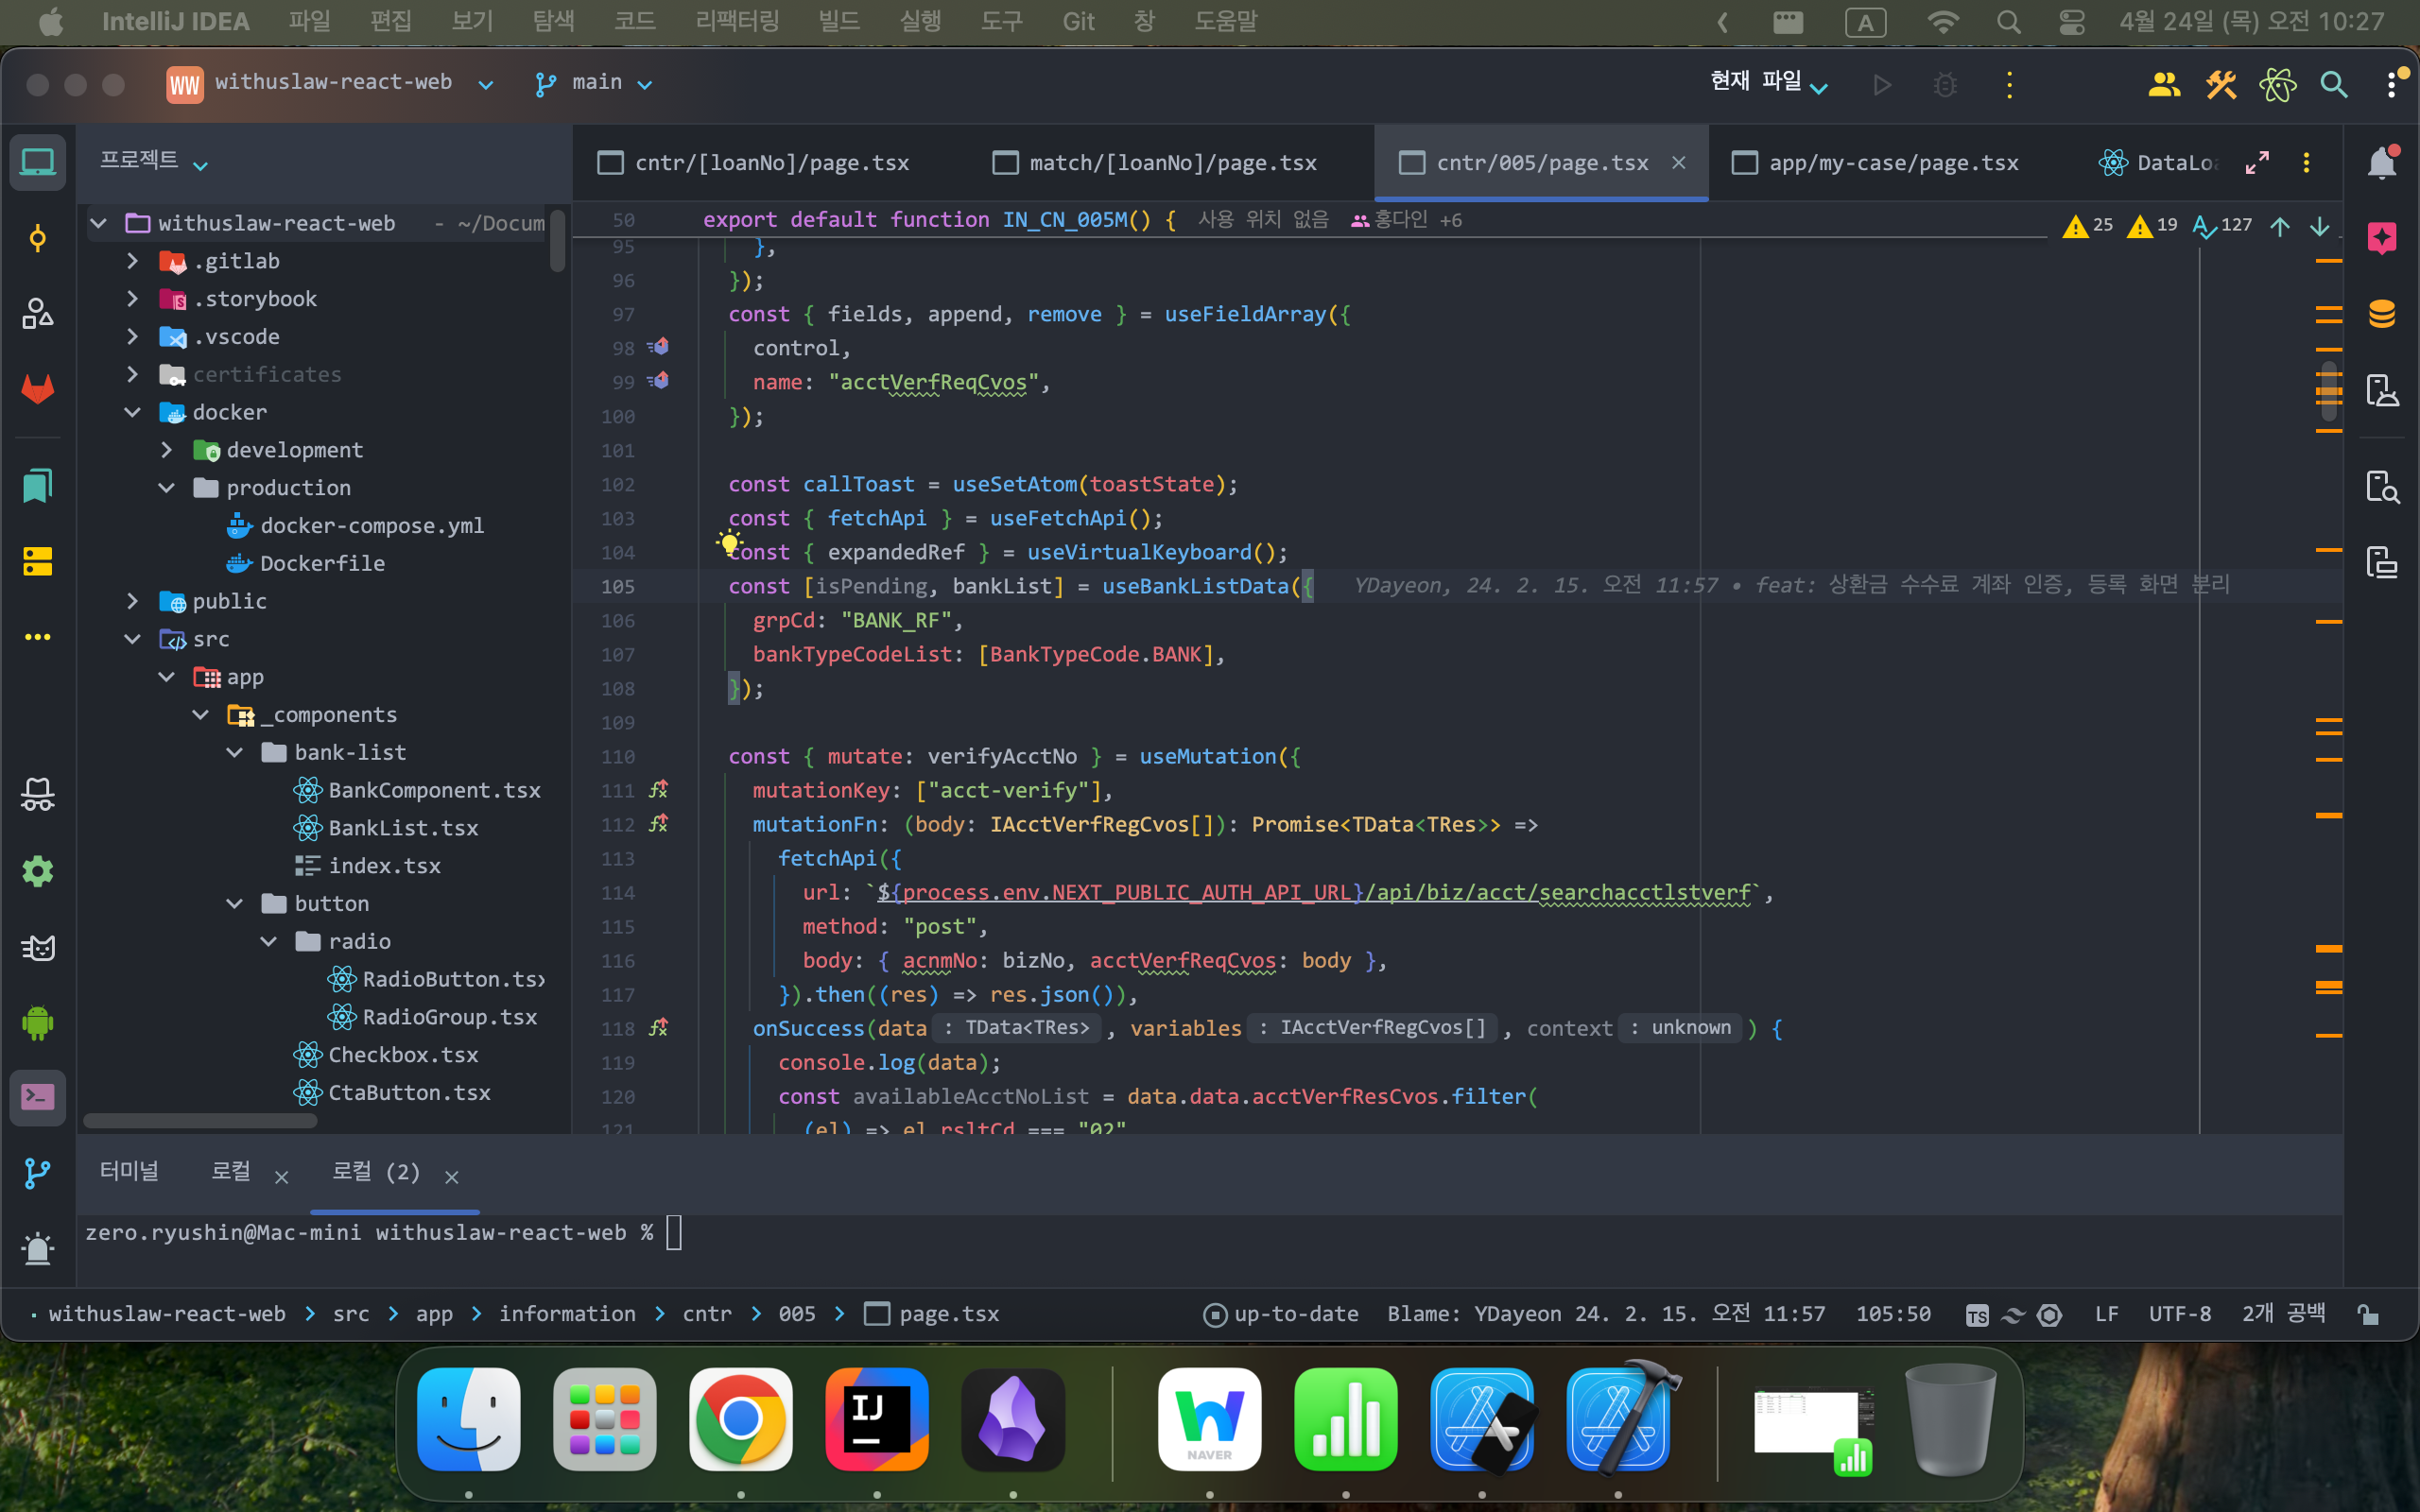 IntelliJ IDEA 파일 편집 보기 탐색 코드 리팩터링 빌드 실행 도구 Git 창 도움말 A 4월 24일 (목) 오전 10:27
WW withuslaw-react-web main 현재 파일
프로젝트
cntr/[loanNo]/page.tsx match/[loanNo]/page.tsx cntr/005/page.tsx app/my-case/page.tsx DataLoa
withuslaw-react-web - ~/Docum
.gitlab
.storybook
.vscode
certificates
docker
development
production
docker-compose.yml
Dockerfile
public
src
app
_components
bank-list
BankComponent.tsx
BankList.tsx
index.tsx
button
radio
RadioButton.tsx
RadioGroup.tsx
Checkbox.tsx
CtaButton.tsx
50 export default function IN_CN_005M() { 사용 위치 없음 홍다인 +6
25 19 127
95 },
96 });
97 const { fields, append, remove } = useFieldArray({
98 control,
99 name: "acctVerfReqCvos",
100 });
101
102 const callToast = useSetAtom(toastState);
103 const { fetchApi } = useFetchApi();
104 const { expandedRef } = useVirtualKeyboard();
105 const [isPending, bankList] = useBankListData({ YDayeon, 24. 2. 15. 오전 11:57 • feat: 상환금 수수료 계좌 인증, 등록 화면 분리
106 grpCd: "BANK_RF",
107 bankTypeCodeList: [BankTypeCode.BANK],
108 });
109
110 const { mutate: verifyAcctNo } = useMutation({
111 mutationKey: ["acct-verify"],
112 mutationFn: (body: IAcctVerfRegCvos[]): Promise<TData<TRes>> =>
113 fetchApi({
114 url: `${process.env.NEXT_PUBLIC_AUTH_API_URL}/api/biz/acct/searchacctlstverf`,
115 method: "post",
116 body: { acnmNo: bizNo, acctVerfReqCvos: body },
117 }).then((res) => res.json()),
118 onSuccess(data : TData<TRes> , variables : IAcctVerfRegCvos[] , context : unknown ) {
119 console.log(data);
120 const availableAcctNoList = data.data.acctVerfResCvos.filter(
121 (el) => el.rsltCd === "02"
터미널 로컬 로컬 (2)
zero.ryushin@Mac-mini withuslaw-react-web %
withuslaw-react-web > src > app > information > cntr > 005 > page.tsx up-to-date Blame: YDayeon 24. 2. 15. 오전 11:57 105:50 TS LF UTF-8 2개 공백
IJ
NAVER